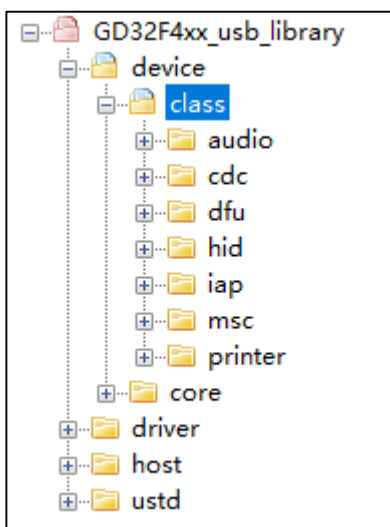 GD32F4xx_usb_library
device
class
audio
cdc
dfu
hid
iap
msc
printer
core
driver
host
ustd